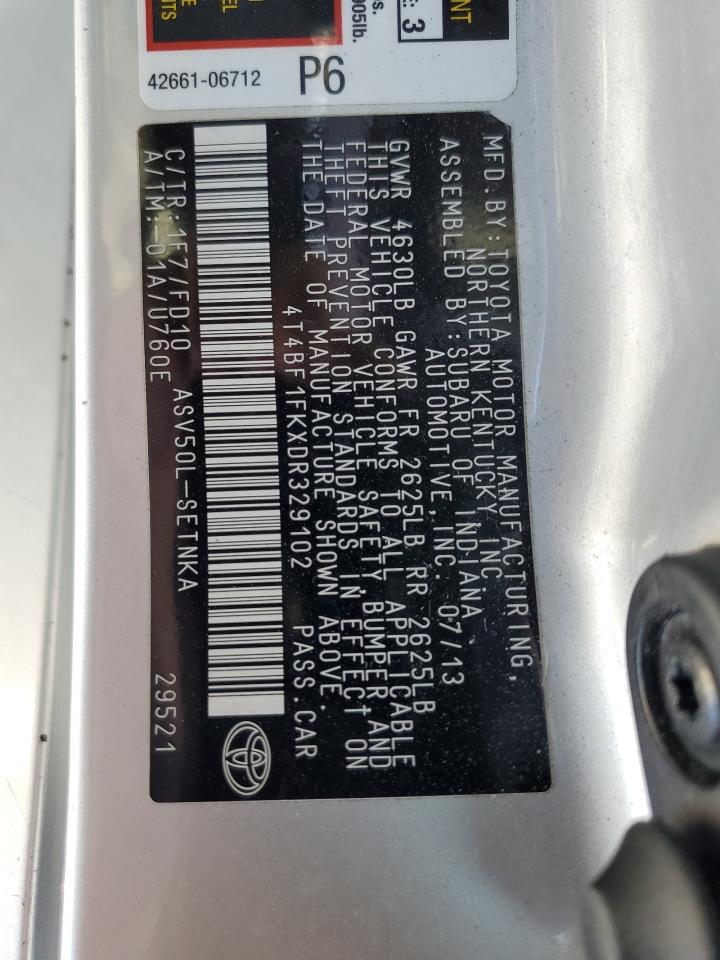 905lb.
E: 3
42661-06712
P6
MFD.BY:TOYOTA MOTOR MANUFACTURING,
NORTHERN KENTUCKY, INC
ASSEMBLED BY:SUBARU OF INDIANA
AUTOMOTIVE, INC. 07/13
GVWR 4630LB GAWR FR 2625LB RR 2625LB
THIS VEHICLE CONFORMS TO ALL APPLICABLE
FEDERAL MOTOR VEHICLE SAFETY, BUMPER, AND
THEFT PREVENTION STANDARDS IN EFFECT ON
THE DATE OF MANUFACTURE SHOWN ABOVE.
4T4BF1FKXDR329102 PASS.CAR
C/TR:1F7/FD10 ASV50L-SETNKA
A/TM:-01A/U760E 29521